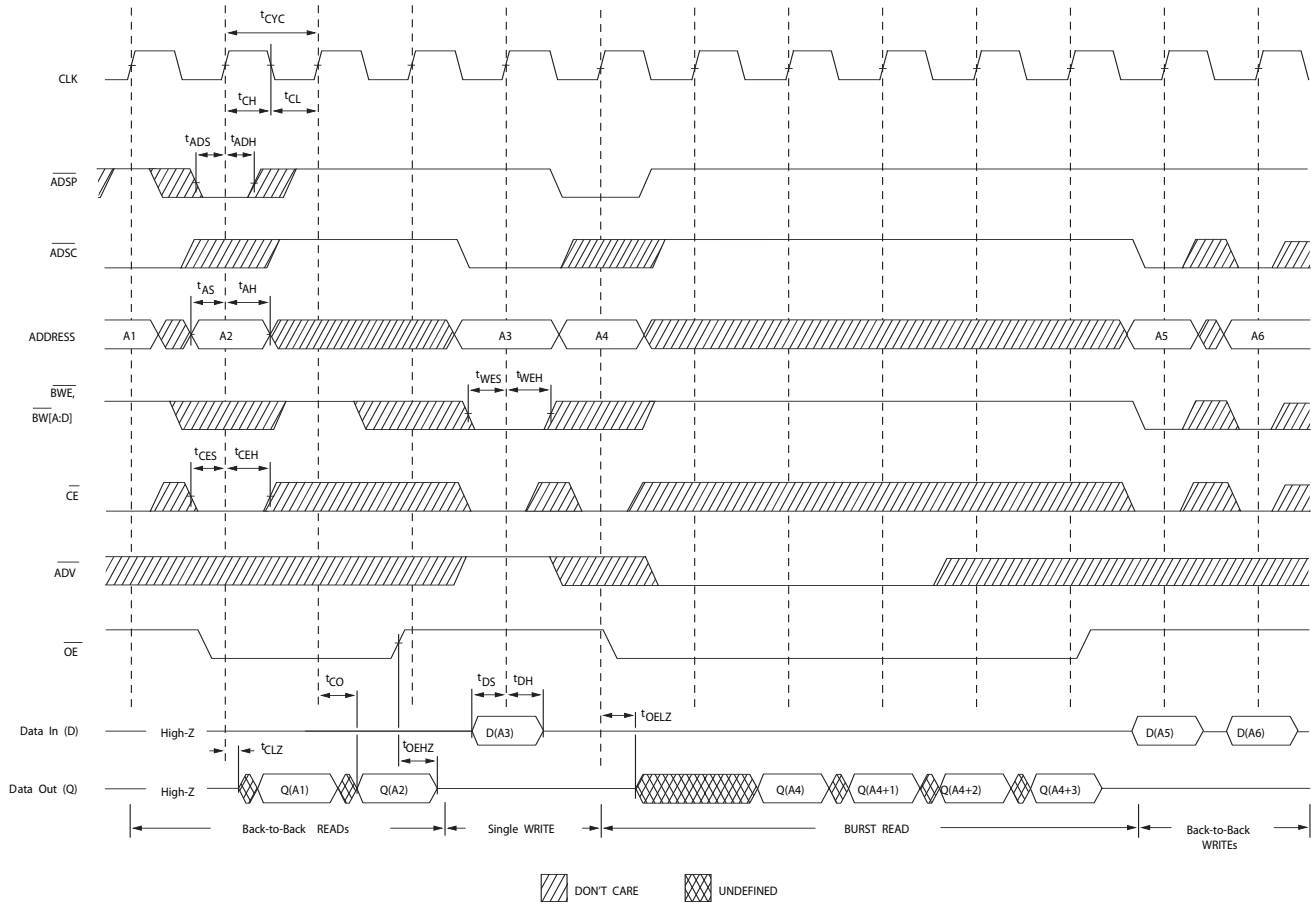 tCYC
CLK
tCH
tCL
tADS
tADH
ADSP
ADSC
tAS
tAH
ADDRESS
A1
A2
A3
A4
A5
A6
BWE,
BW[A:D]
tWES
tWEH
tCES
tCEH
CE
ADV
OE
tCO
tDS
tDH
tOELZ
Data In (D)
High-Z
D(A3)
D(A5)
D(A6)
tCLZ
tOEHZ
Data Out (Q)
High-Z
Q(A1)
Q(A2)
Q(A4)
Q(A4+1)
Q(A4+2)
Q(A4+3)
Back-to-Back READs
Single WRITE
BURST READ
Back-to-Back
WRITEs
DON'T CARE
UNDEFINED